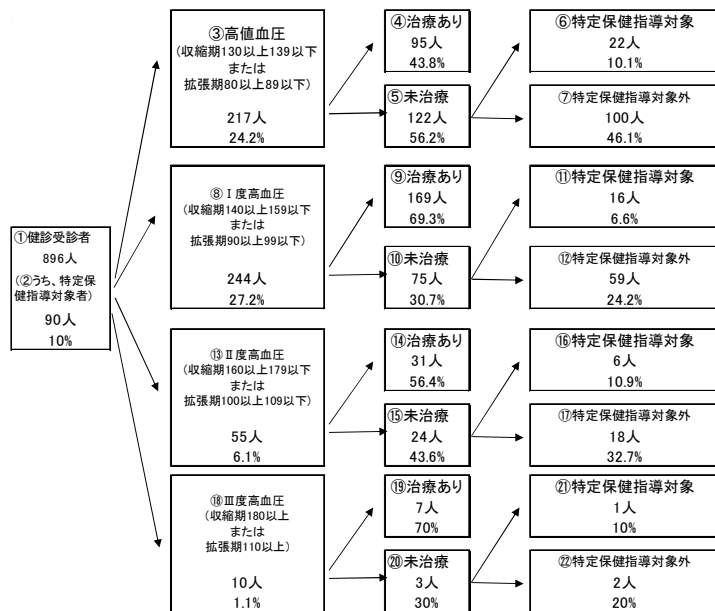 ①健診受診者
896人
(②うち、特定保
健指導対象者)
90人
10%
③高値血圧
(収縮期130以上139以下
または
拡張期80以上89以下)
217人
24.2%
④治療あり
95人
43.8%
⑤未治療
122人
56.2%
⑥特定保健指導対象
22人
10.1%
⑦特定保健指導対象外
100人
46.1%
⑧Ⅰ度高血圧
(収縮期140以上159以下
または
拡張期90以上99以下)
244人
27.2%
⑨治療あり
169人
69.3%
⑩未治療
75人
30.7%
⑪特定保健指導対象
16人
6.6%
⑫特定保健指導対象外
59人
24.2%
⑬Ⅱ度高血圧
(収縮期160以上179以下
または
拡張期100以上109以下)
55人
6.1%
⑭治療あり
31人
56.4%
⑮未治療
24人
43.6%
⑯特定保健指導対象
6人
10.9%
⑰特定保健指導対象外
18人
32.7%
⑱Ⅲ度高血圧
(収縮期180以上
または
拡張期110以上)
10人
1.1%
⑲治療あり
7人
70%
⑳未治療
3人
30%
㉑特定保健指導対象
1人
10%
㉒特定保健指導対象外
2人
20%